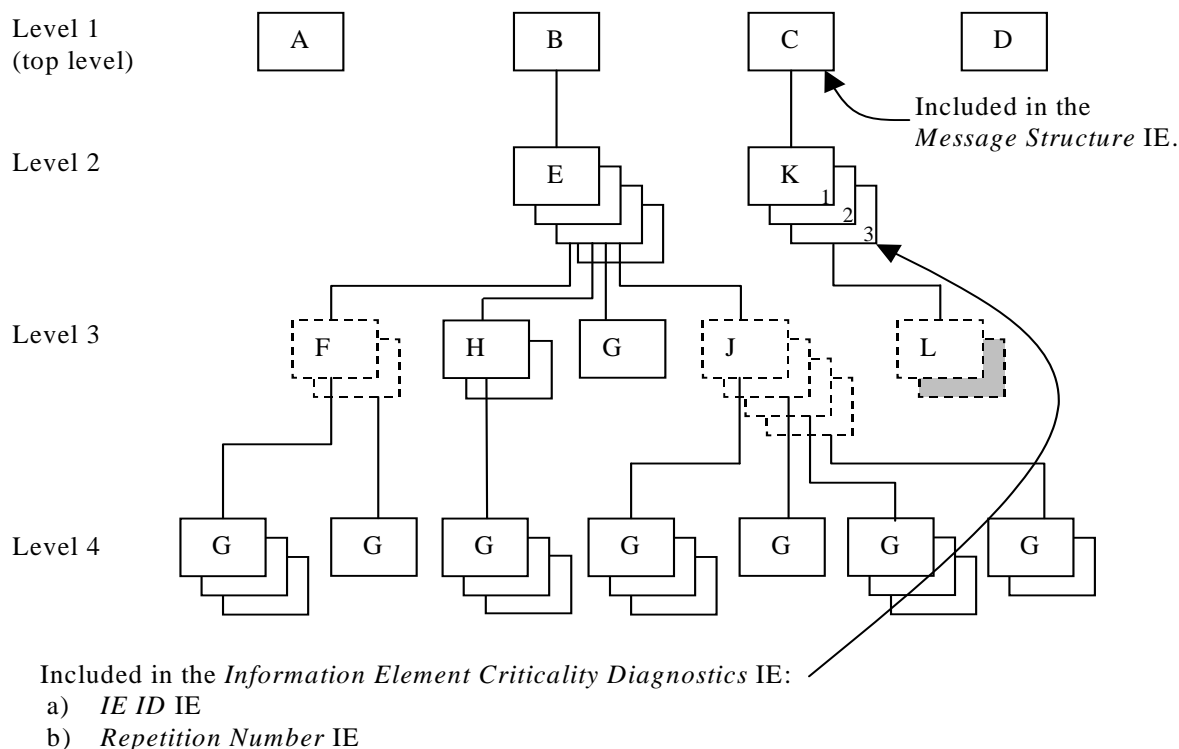 Level 1
(top level)
A
B
C
D
Included in the
Message Structure IE.
Level 2
E
K
1
2
3
Level 3
F
H
G
J
L
Level 4
G
G
G
G
G
G
G
Included in the Information Element Criticality Diagnostics IE:
a) IE ID IE
b) Repetition Number IE